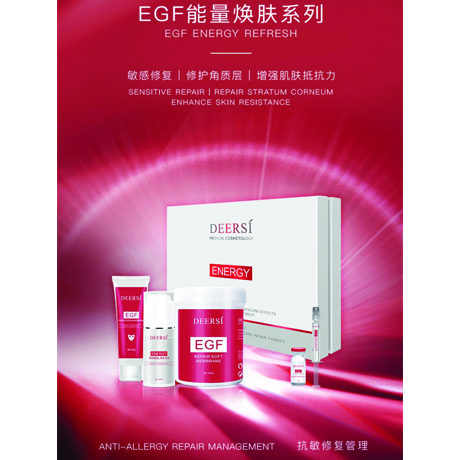 EGF能量焕肤系列
EGF ENERGY REFRESH
敏感修复 | 修护角质层 | 增强肌肤抵抗力
SENSITIVE REPAIR | REPAIR STRATUM CORNEUM
ENHANCE SKIN RESISTANCE
DEERSÍ
MEDICAL COSMETOLOGY
ENERGY
DEERSÍ
EGF
DEERSÍ
ENERGY
DEERSÍ
EGF
REPAIR SOFT
MEMBRANE
ANTI-ALLERGY REPAIR MANAGEMENT
抗敏修复管理